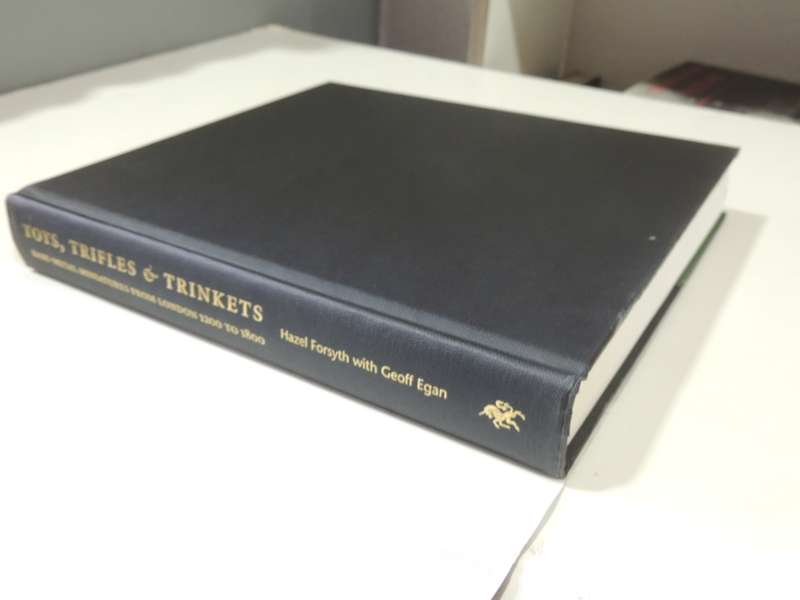 TOYS, TRIFLES & TRINKETS
BASE-METAL MINIATURES FROM LONDON 1200 TO 1800
Hazel Forsyth with Geoff Egan